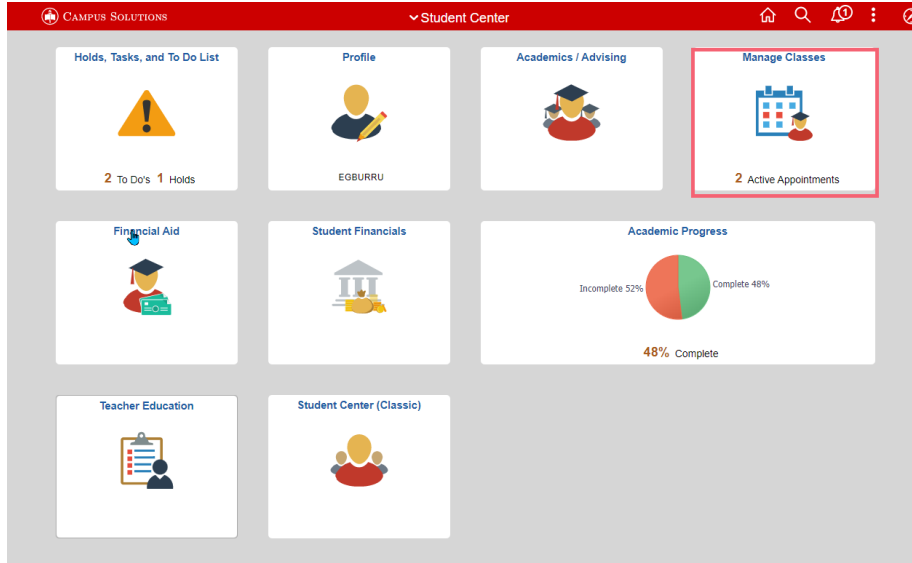 CAMPUS SOLUTIONS
Student Center
1
Holds, Tasks, and To Do List
2 To Do's 1 Holds
Profile
EGBURRU
Academics / Advising
Manage Classes
2 Active Appointments
Financial Aid
Student Financials
Academic Progress
Incomplete 52%
Complete 48%
48% Complete
Teacher Education
Student Center (Classic)